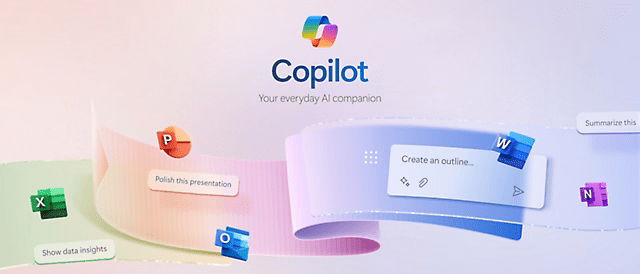 Copilot
Your everyday AI companion
Summarize this
P
W
Create an outline...
Polish this presentation
X
N
O
Show data insights